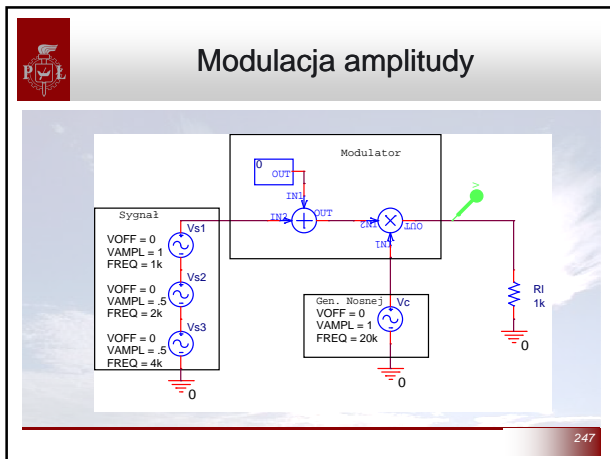 P Ł
Modulacja amplitudy
Modulator
0
OUT
IN1
IN2
OUT
IN2
OUT
IN1
V
Sygnał
Vs1
VOFF = 0
VAMPL = 1
FREQ = 1k
Vs2
VOFF = 0
VAMPL = .5
FREQ = 2k
Vs3
VOFF = 0
VAMPL = .5
FREQ = 4k
0
Gen. Nosnej
Vc
VOFF = 0
VAMPL = 1
FREQ = 20k
0
Rl
1k
0
247